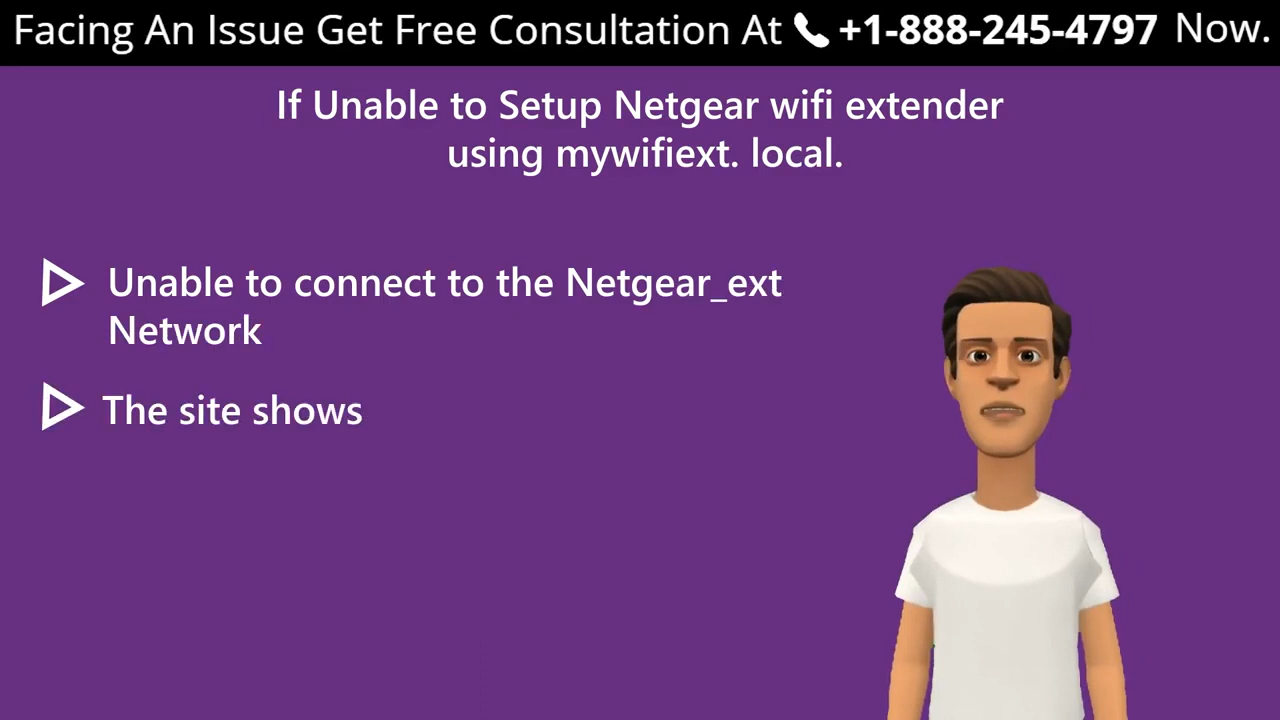 Facing An Issue Get Free Consultation At +1-888-245-4797 Now.
If Unable to Setup Netgear wifi extender
using mywifiext. local.
Unable to connect to the Netgear_ext
Network
The site shows